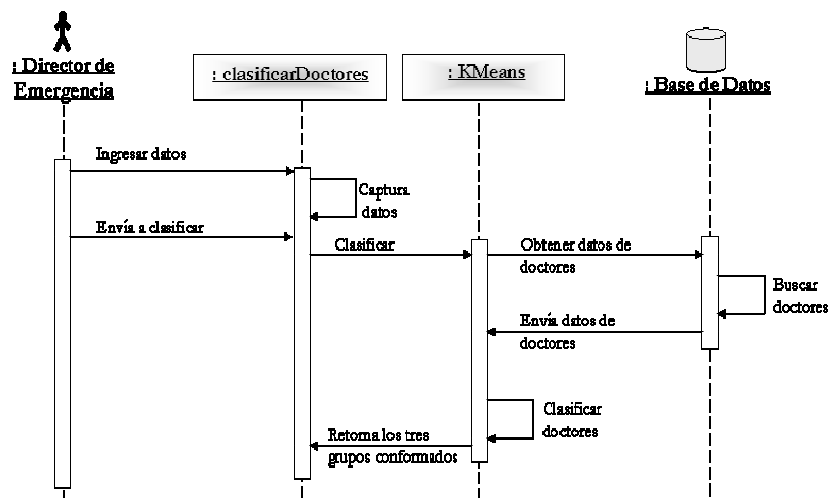 : Director de
Emergencia
: clasificarDoctores
: KMeans
: Base de Datos
Ingresar datos
Captura
datos
Envía a clasificar
Clasificar
Obtener datos de
doctores
Buscar
doctores
Envía datos de
doctores
Clasificar
doctores
Retorna los tres
grupos conformados